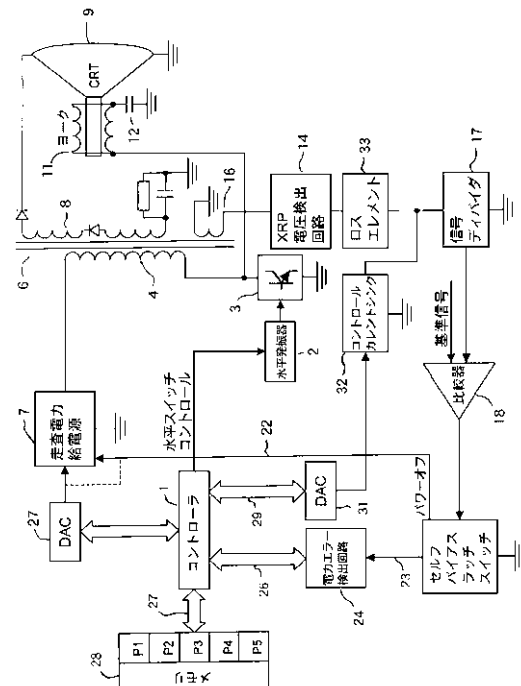 9
CRT
ヨーク
11
12
8
6
4
16
3
14
XRP
電圧検出
回路
33
ロス
エレメント
17
信号
ディバイダ
水平発振器
2
コントロール
カレントシンク
32
基準信号
比較器
18
7
走査電力
給電源
水平スイッチ
コントロール
22
27
DAC
1
コントローラ
29
DAC
31
パワーオフ
セルフ
バイアス
ラッチ
スイッチ
23
電力エラー
検出回路
24
27
28
P1
P2
P3
P4
P5